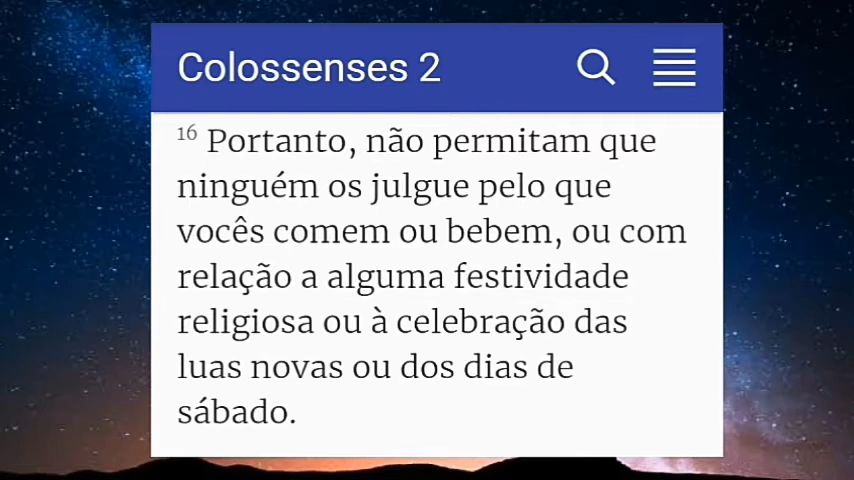 Colossenses 2
16 Portanto, não permitam que
ninguém os julgue pelo que
vocês comem ou bebem, ou com
relação a alguma festividade
religiosa ou à celebração das
luas novas ou dos dias de
sábado.